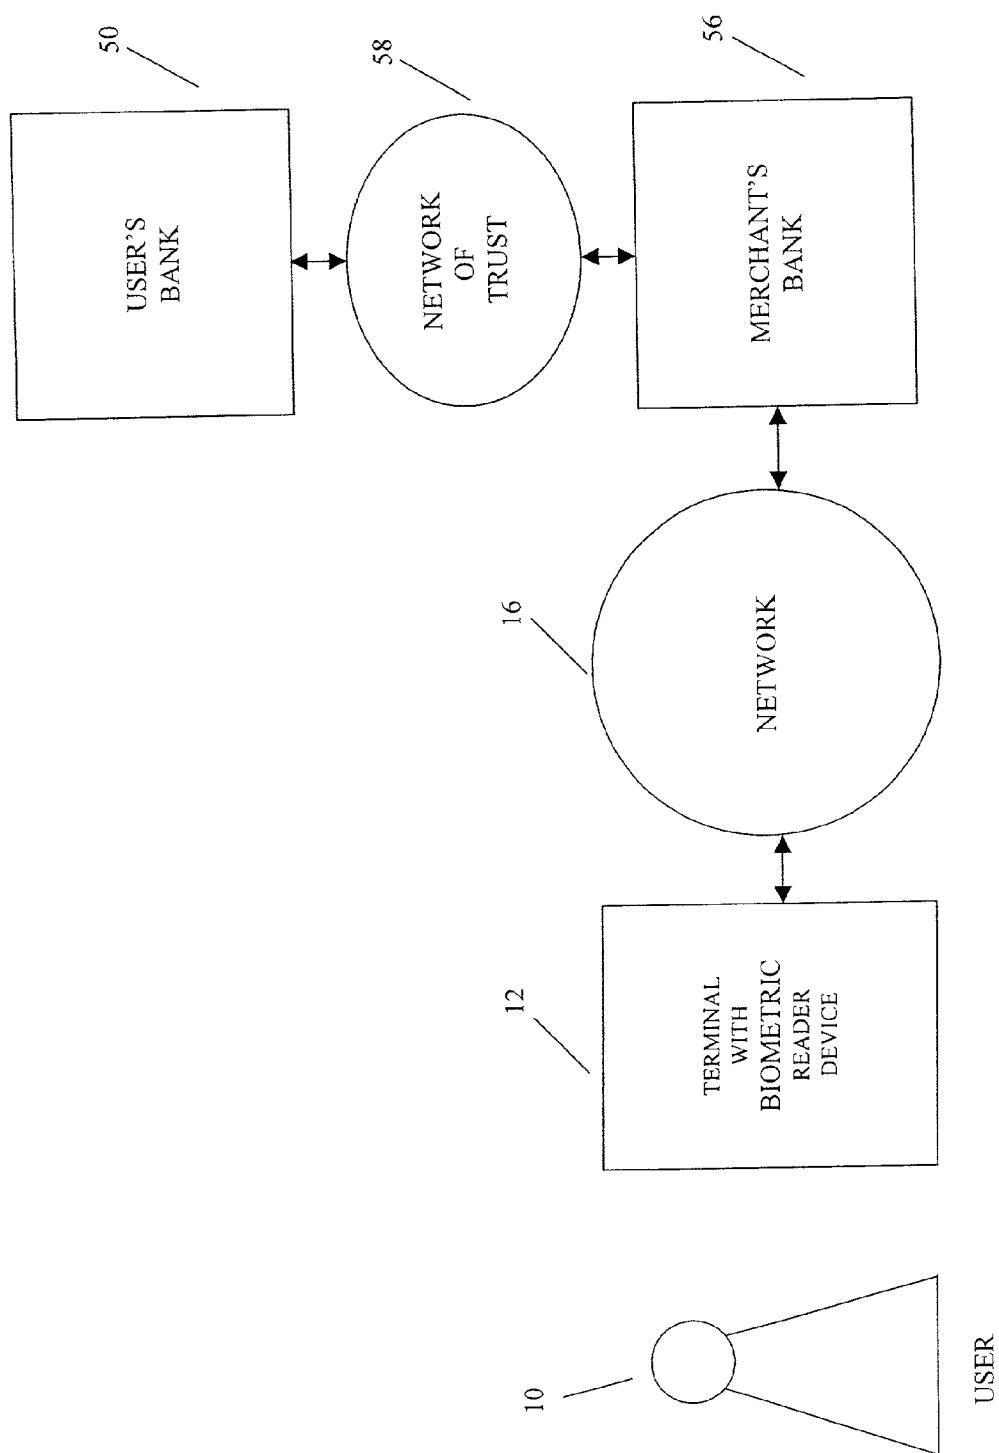 50
USER'S
BANK
58
NETWORK
OF
TRUST
56
MERCHANT'S
BANK
16
NETWORK
12
TERMINAL
WITH
BIOMETRIC
READER
DEVICE
10
USER